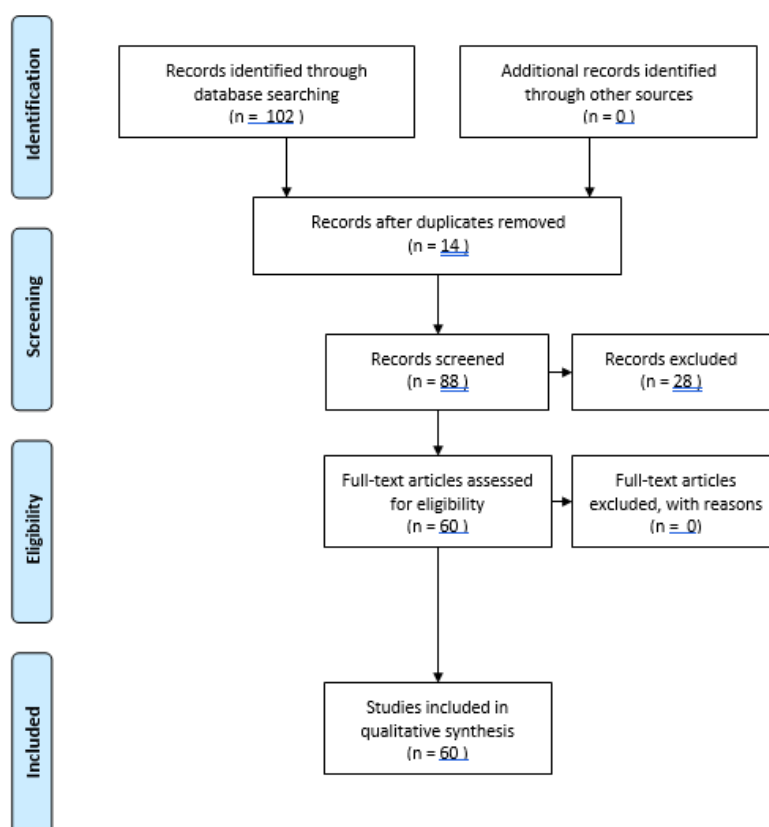 Identification
Records identified through
database searching
(n = 102 )
Additional records identified
through other sources
(n = 0 )
Records after duplicates removed
(n = 14 )
Screening
Records screened
(n = 88 )
Records excluded
(n = 28 )
Eligibility
Full-text articles assessed
for eligibility
(n = 60 )
Full-text articles
excluded, with reasons
(n = 0)
Included
Studies included in
qualitative synthesis
(n = 60 )